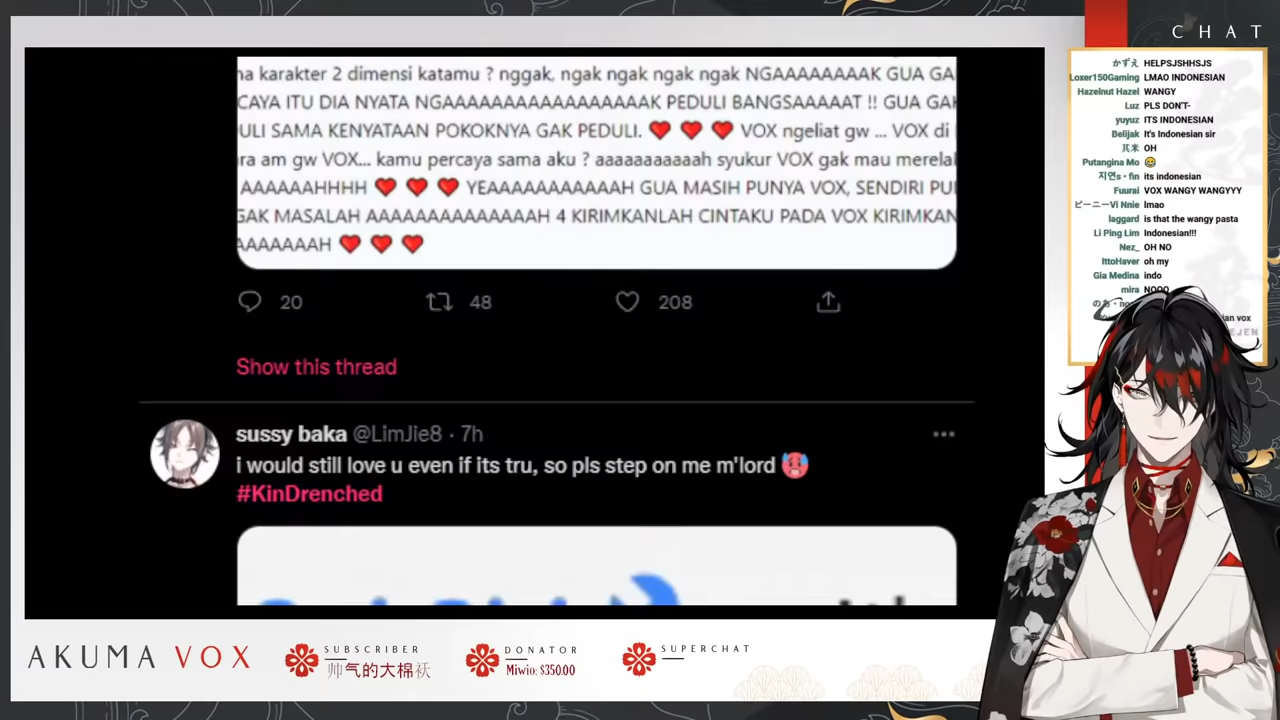 na karakter 2 dimensi katamu ? nggak, ngak ngak ngak ngak NGAAAAAAAAK GUA GA
CAYA ITU DIA NYATA NGAAAAAAAAAAAAAAAAAK PEDULI BANGSAAAAAT !! GUA GAK
ULI SAMA KENYATAAN POKOKNYA GAK PEDULI. ❤️ ❤️ ❤️ VOX ngeliat gw ... VOX di
ra am gw VOX... kamu percaya sama aku ? aaaaaaaaaaah syukur VOX gak mau merela
AAAAAAHHHH ❤️ ❤️ ❤️ YEAAAAAAAAAAAH GUA MASIH PUNYA VOX, SENDIRI PU
GAK MASALAH AAAAAAAAAAAAAAH 4 KIRIMKANLAH CINTAKU PADA VOX KIRIMKAN
AAAAAAAH ❤️ ❤️ ❤️
20 48 208
Show this thread
sussy baka @LimJie8 · 7h
i would still love u even if its tru, so pls step on me m'lord 🥵
#KinDrenched
CHAT
かずえ HELPSJSHHSJS
Loxer150Gaming LMAO INDONESIAN
Hazelnut Hazel WANGY
Luz PLS DON'T-
yuyuz ITS INDONESIAN
Belijak It's Indonesian sir
其来 OH
Putangina Mo 😄
지연s · fin its indonesian
Fuurai VOX WANGY WANGYYY
ビーニーVi Nnie lmao
laggard is that the wangy pasta
Li Ping Lim Indonesian!!!
Nez_ OH NO
IttoHaver oh my
Gia Medina indo
mira NOOO
ian vox
EJEN
AKUMA VOX
SUBSCRIBER
帅气的大棉袄
DONATOR
Miwio: $350.00
SUPERCHAT